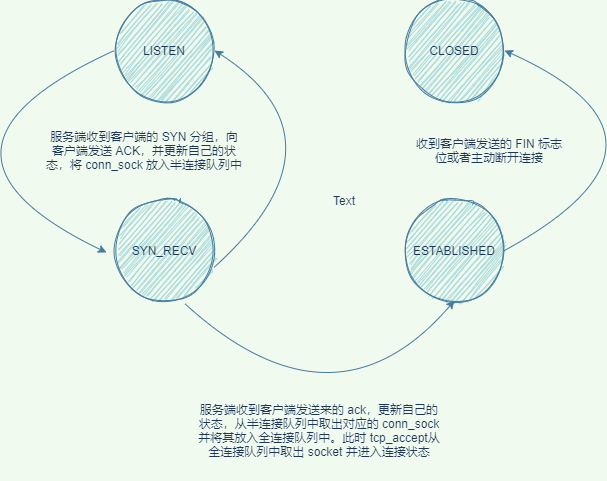 LISTEN
CLOSED
服务端收到客户端的 SYN 分组，向
客户端发送 ACK，并更新自己的状
态，将 conn_sock 放入半连接队列中
收到客户端发送的 FIN 标志
位或者主动断开连接
Text
SYN_RECV
ESTABLISHED
服务端收到客户端发送来的 ack，更新自己的
状态，从半连接队列中取出对应的 conn_sock
并将其放入全连接队列中。此时 tcp_accept从
全连接队列中取出 socket 并进入连接状态